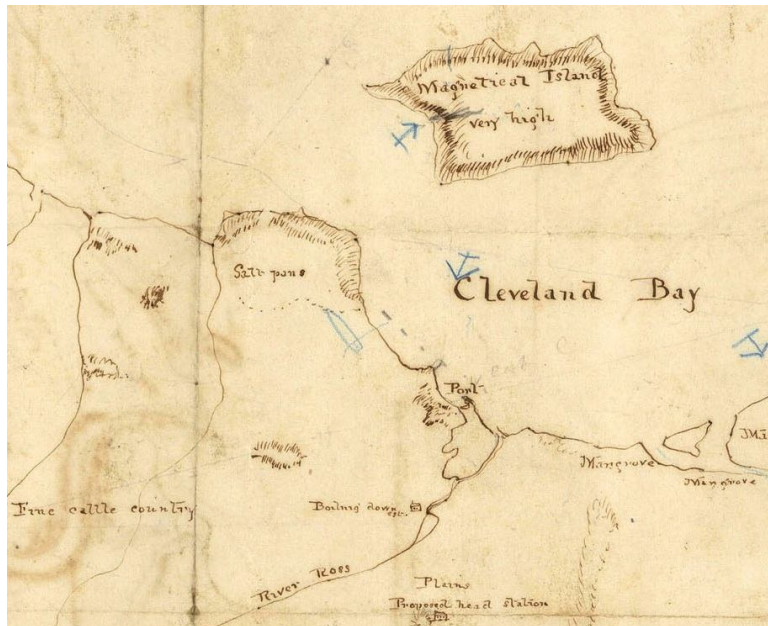 Magnetical Island
very high
Salt pans
Cleveland Bay
Port
Mangrove
Mangrove
Fine cattle country
Boiling down
River Ross
Plains
Proposed head station